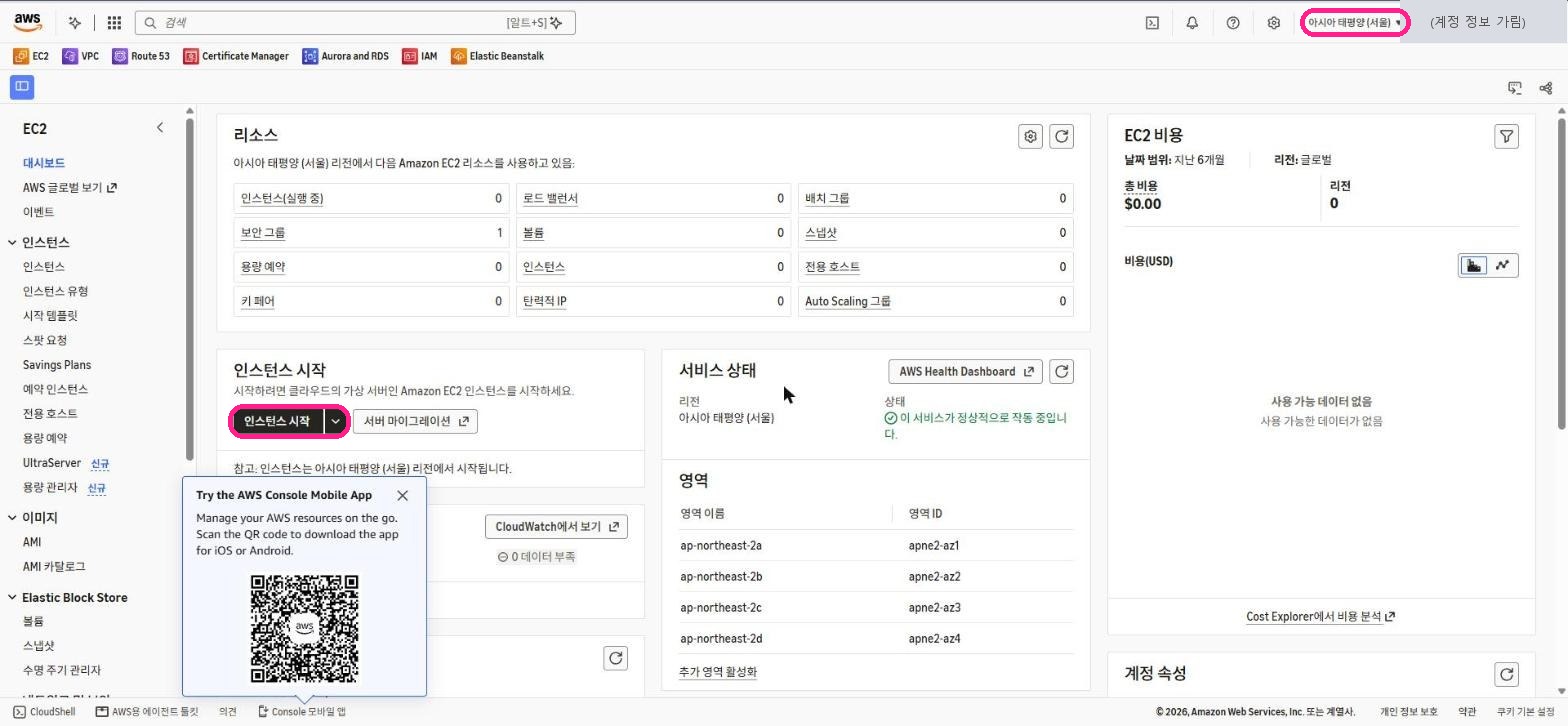 aws
검색
[알트+S]
아시아 태평양 (서울) ▼
(계정 정보 가림)
EC2
VPC
Route 53
Certificate Manager
Aurora and RDS
IAM
Elastic Beanstalk
EC2
대시보드
AWS 글로벌 보기
이벤트
인스턴스
인스턴스
인스턴스 유형
시작 템플릿
스팟 요청
Savings Plans
예약 인스턴스
전용 호스트
용량 예약
UltraServer 신규
용량 관리자 신규
이미지
AMI
AMI 카탈로그
Elastic Block Store
볼륨
스냅샷
수명 주기 관리자
리소스
아시아 태평양 (서울) 리전에서 다음 Amazon EC2 리소스를 사용하고 있음:
인스턴스(실행 중) 0
로드 밸런서 0
배치 그룹 0
보안 그룹 1
볼륨 0
스냅샷 0
용량 예약 0
인스턴스 0
전용 호스트 0
키 페어 0
탄력적 IP 0
Auto Scaling 그룹 0
인스턴스 시작
시작하려면 클라우드의 가상 서버인 Amazon EC2 인스턴스를 시작하세요.
인스턴스 시작
서버 마이그레이션
참고: 인스턴스는 아시아 태평양 (서울) 리전에서 시작됩니다.
CloudWatch에서 보기
0 데이터 부족
Try the AWS Console Mobile App
Manage your AWS resources on the go.
Scan the QR code to download the app
for iOS or Android.
aws
서비스 상태
AWS Health Dashboard
리전
아시아 태평양 (서울)
상태
이 서비스가 정상적으로 작동 중입니
다.
영역
영역 이름
영역 ID
ap-northeast-2a
apne2-az1
ap-northeast-2b
apne2-az2
ap-northeast-2c
apne2-az3
ap-northeast-2d
apne2-az4
추가 영역 활성화
EC2 비용
날짜 범위: 지난 6개월
리전: 글로벌
총 비용
$0.00
리전
0
비용(USD)
사용 가능 데이터 없음
사용 가능한 데이터가 없음
Cost Explorer에서 비용 분석
계정 속성
CloudShell
AWS용 에이전트 툴킷
의견
Console 모바일 앱
© 2026, Amazon Web Services, Inc. 또는 계열사.
개인 정보 보호
약관
쿠키 기본 설정